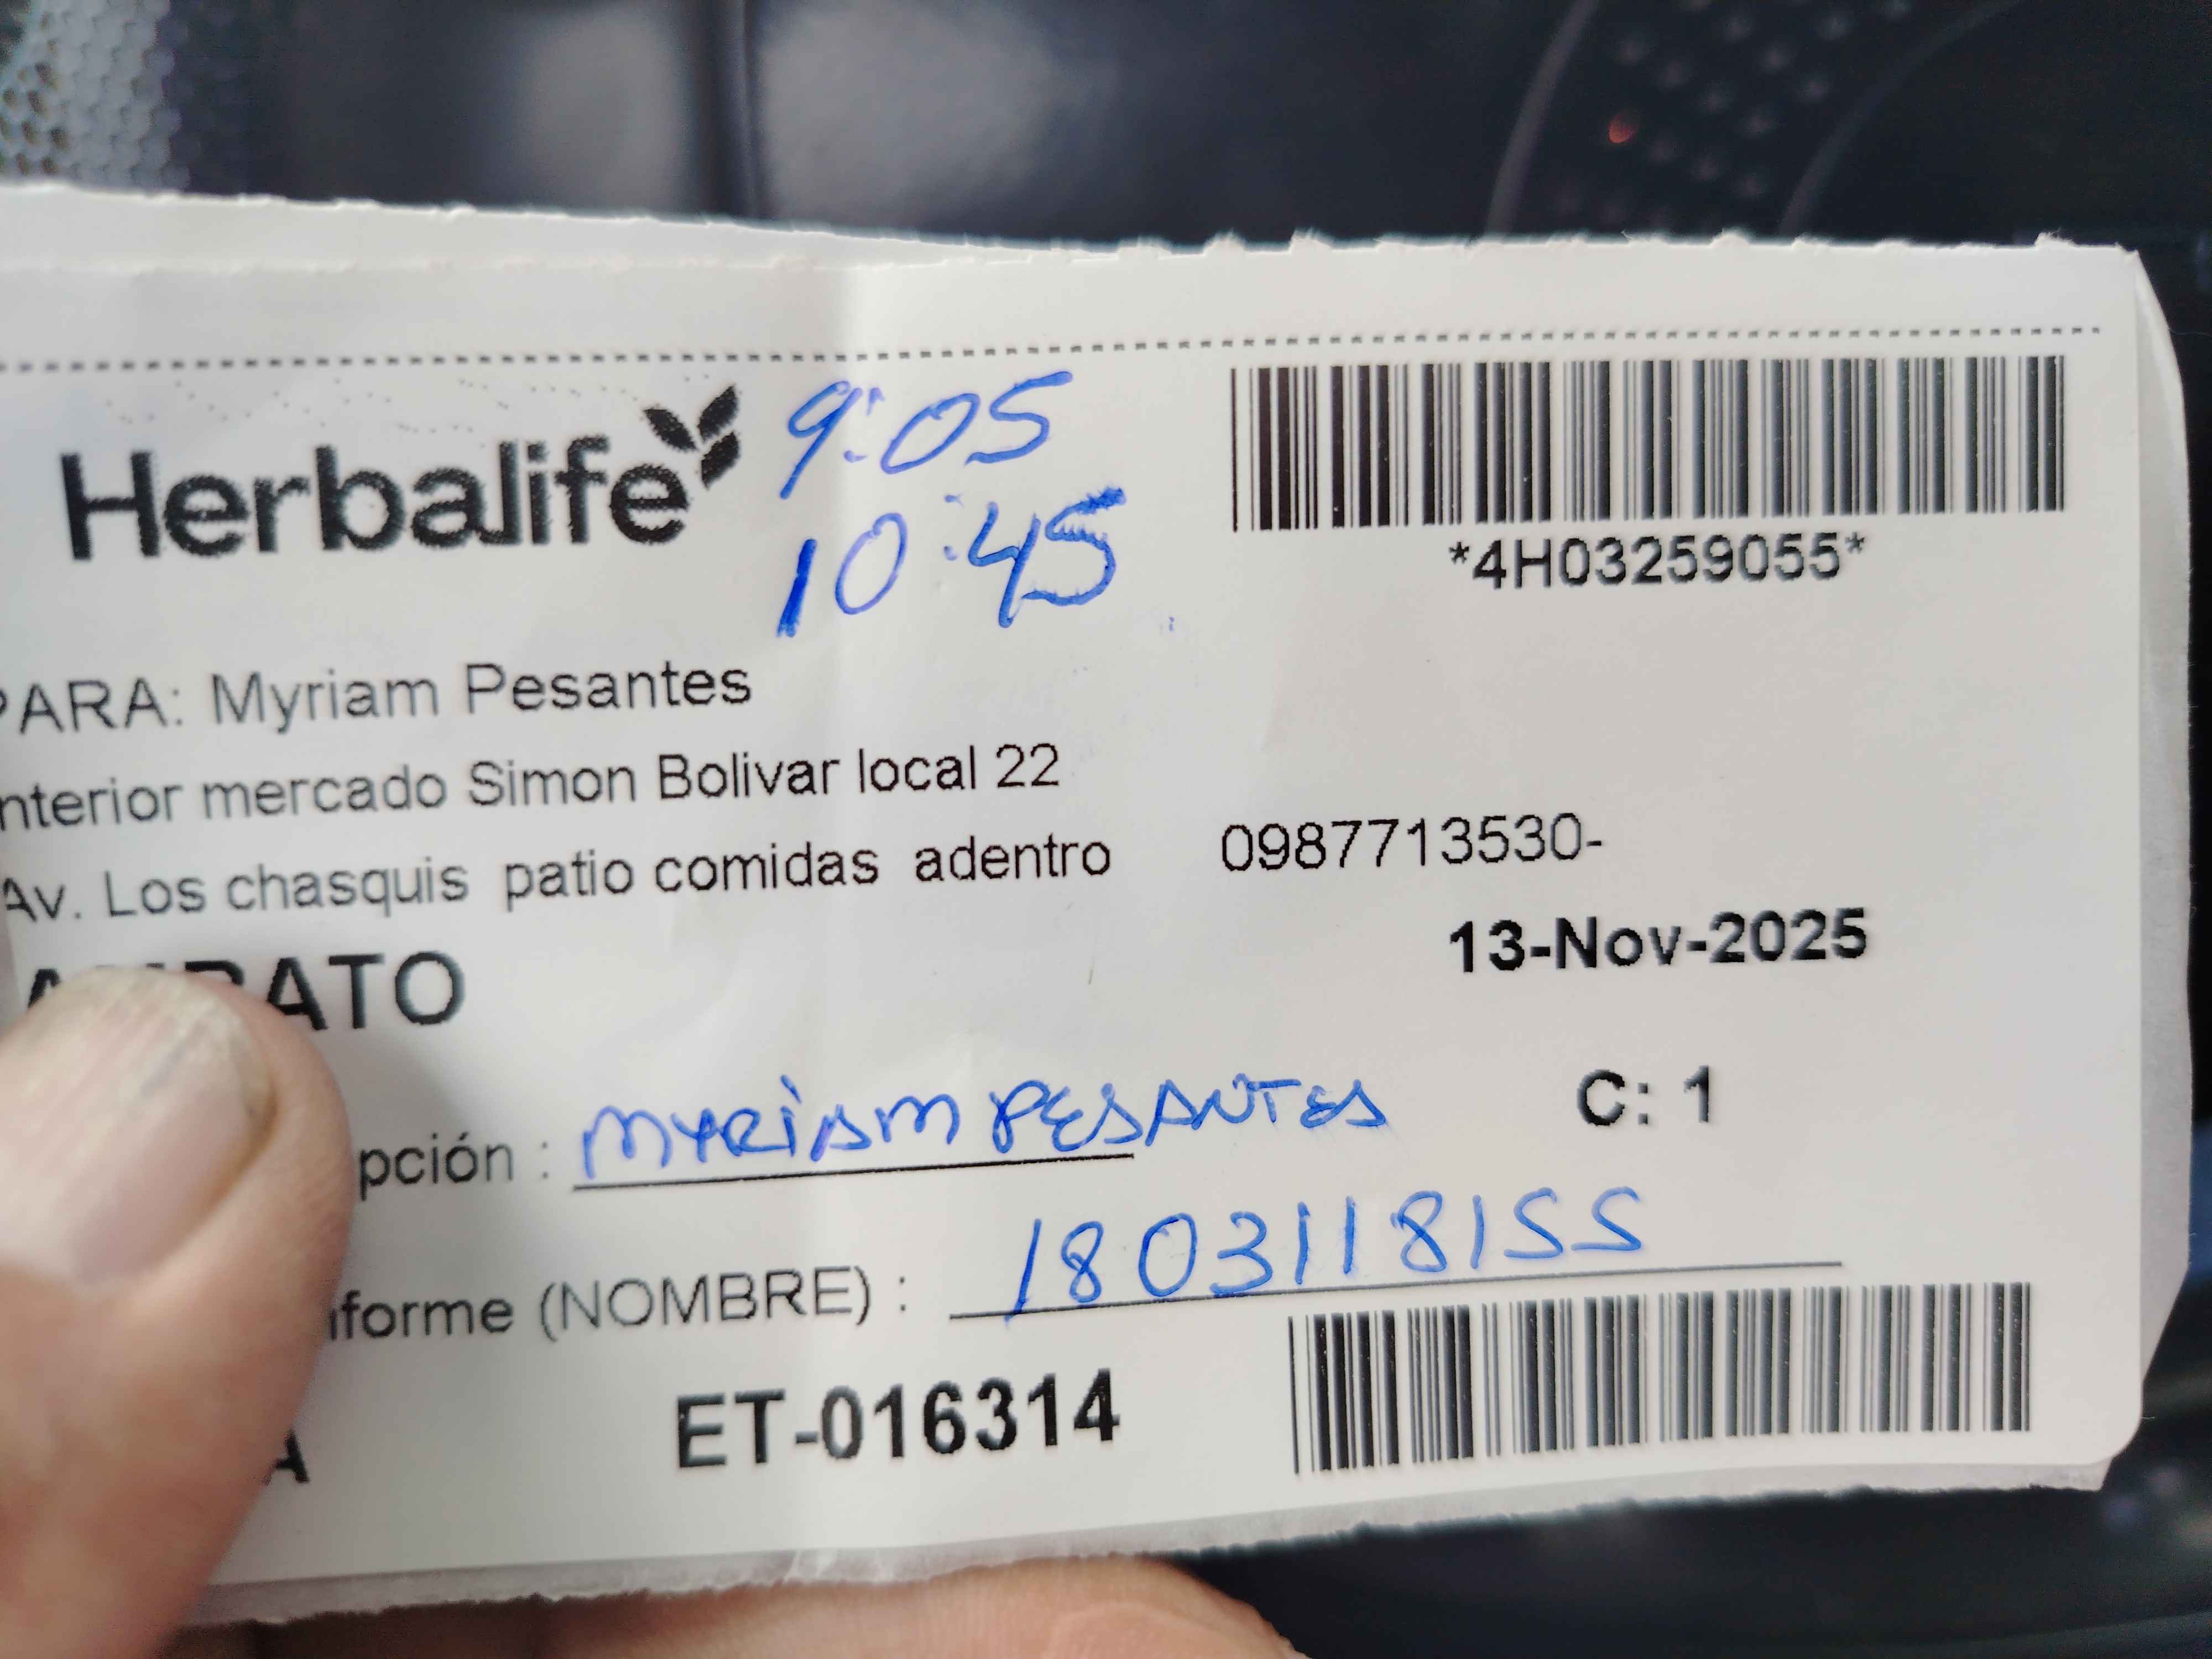 Herbalife
9:05
10:45
*4H03259055*
PARA: Myriam Pesantes
nterior mercado Simon Bolivar local 22
Av. Los chasquis patio comidas adentro 0987713530-
13-Nov-2025
ATO
pción : MYRiAM PESANTES C: 1
forme (NOMBRE) : 1803118155
A ET-016314